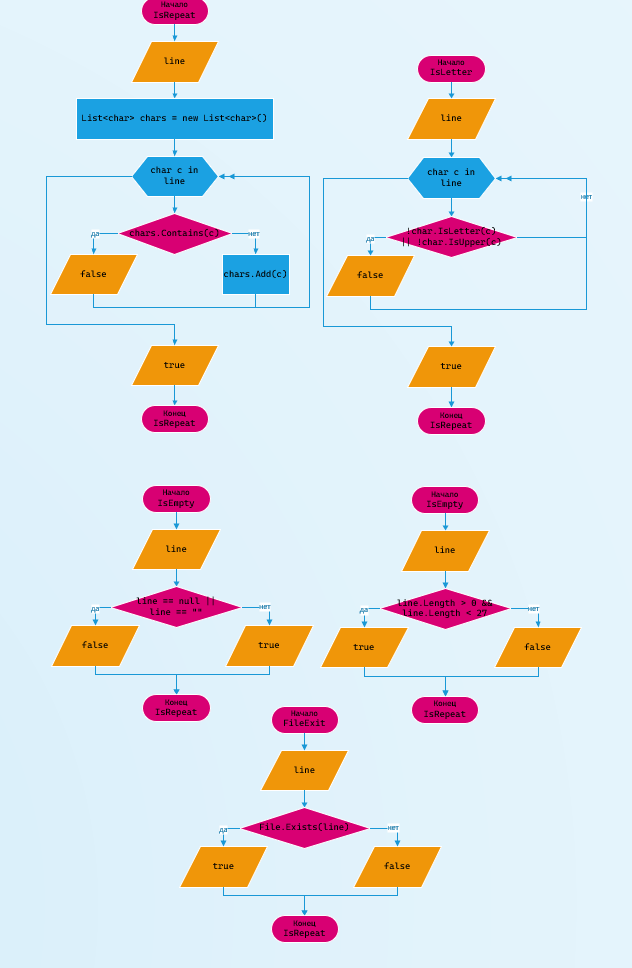 Начало
IsRepeat
line
List<char> chars = new List<char>()
char c in
line
chars.Contains(c)
да
нет
false
chars.Add(c)
true
Конец
IsRepeat
Начало
IsLetter
line
char c in
line
нет
!char.IsLetter(c)
|| !char.IsUpper(c)
да
false
true
Конец
IsRepeat
Начало
IsEmpty
line
line == null ||
line == ""
да
нет
false
true
Конец
IsRepeat
Начало
IsEmpty
line
line.Length > 0 &&
line.Length < 27
да
нет
true
false
Конец
IsRepeat
Начало
FileExit
line
File.Exists(line)
да
нет
true
false
Конец
IsRepeat